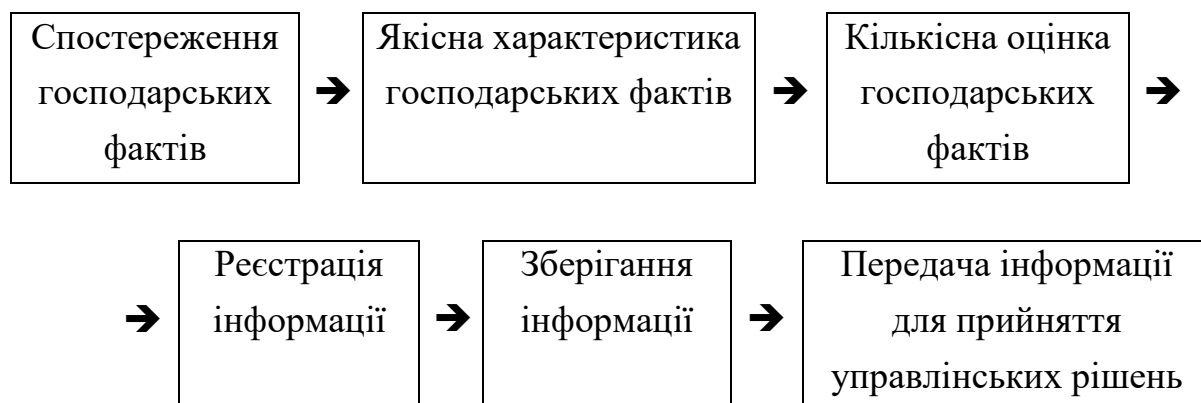 Спостереження
господарських
фактів
Якісна характеристика
господарських фактів
Кількісна оцінка
господарських
фактів
Реєстрація
інформації
Зберігання
інформації
Передача інформації
для прийняття
управлінських рішень